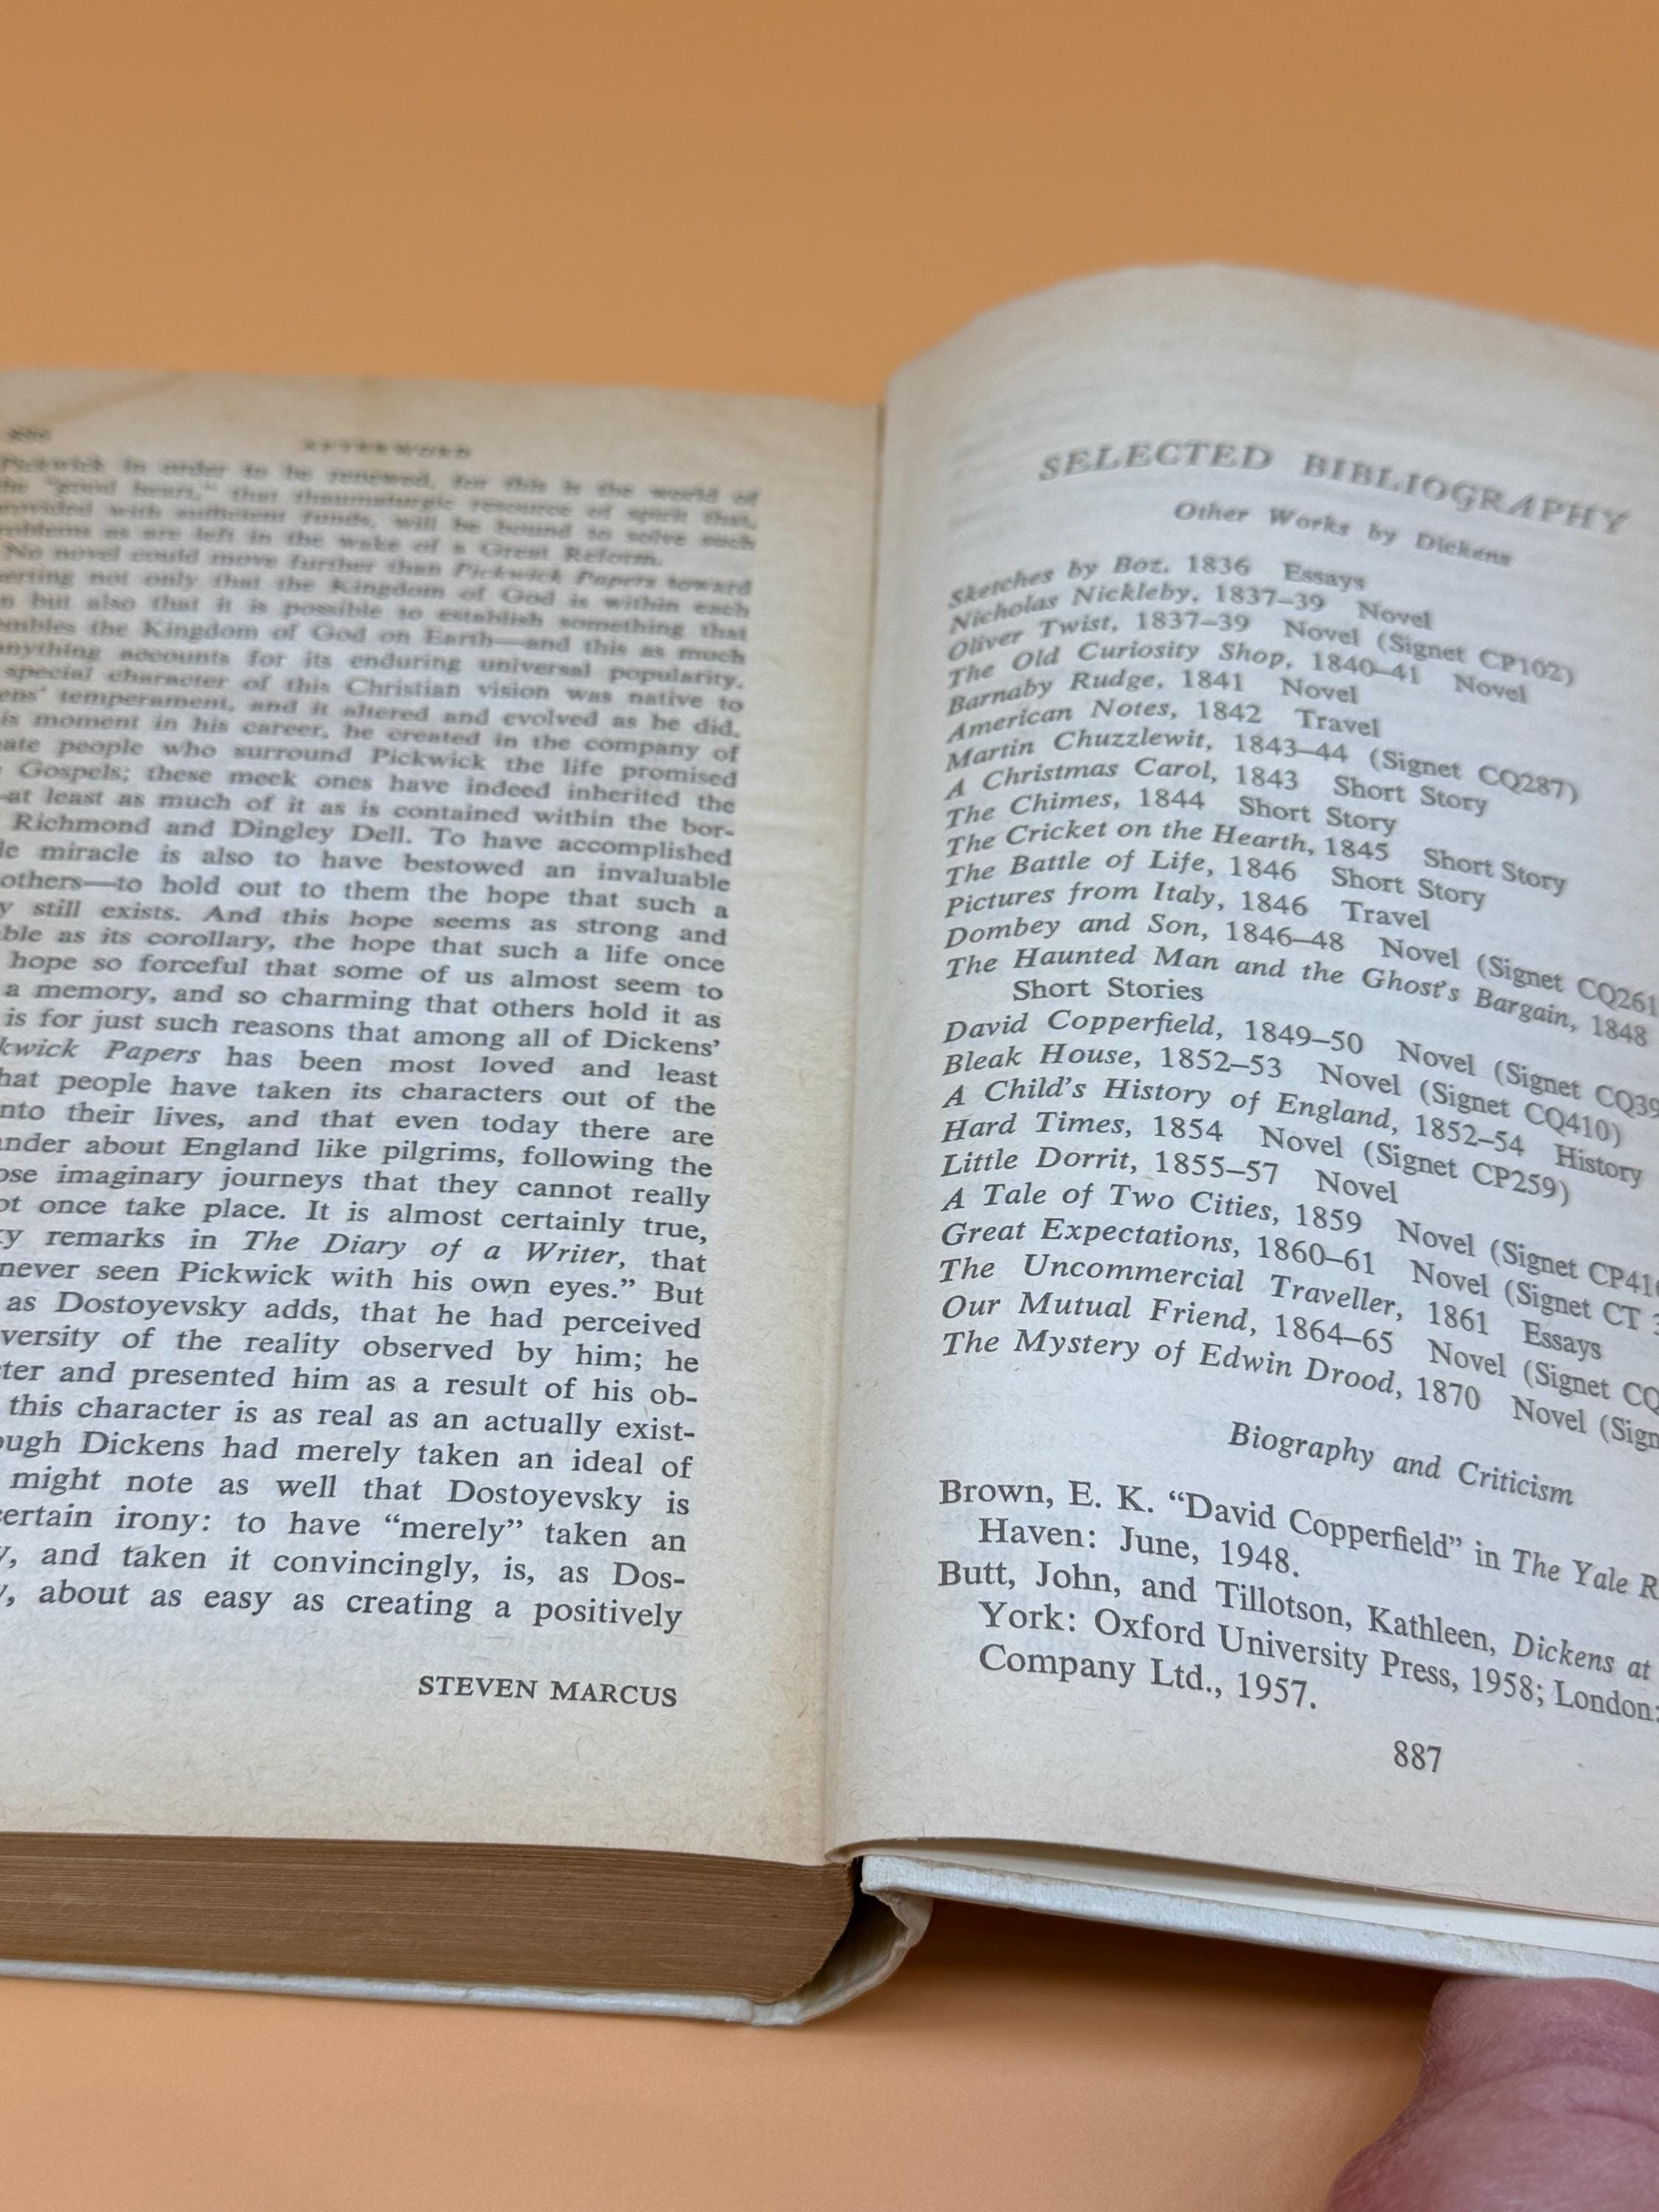 886 AFTERWORD
Pickwick in order to be renewed, for this is the world of
the "good heart," that thaumaturgic resource of spirit that,
provided with sufficient funds, will be bound to solve such
problems as are left in the wake of a Great Reform.
No novel could move further than Pickwick Papers toward
not only that the Kingdom of God is within each
but also that it is possible to establish something that
the Kingdom of God on Earth—and this as much
anything accounts for its enduring universal popularity.
special character of this Christian vision was native to
temperament, and it altered and evolved as he did.
is moment in his career, he created in the company of
people who surround Pickwick the life promised
Gospels; these meek ones have indeed inherited the
—at least as much of it as is contained within the bor-
Richmond and Dingley Dell. To have accomplished
miracle is also to have bestowed an invaluable
others—to hold out to them the hope that such a
y still exists. And this hope seems as strong and
ble as its corollary, the hope that such a life once
hope so forceful that some of us almost seem to
a memory, and so charming that others hold it as
is for just such reasons that among all of Dickens'
kwick Papers has been most loved and least
hat people have taken its characters out of the
nto their lives, and that even today there are
ander about England like pilgrims, following the
ose imaginary journeys that they cannot really
ot once take place. It is almost certainly true,
ky remarks in The Diary of a Writer, that
never seen Pickwick with his own eyes." But
as Dostoyevsky adds, that he had perceived
versity of the reality observed by him; he
cter and presented him as a result of his ob-
this character is as real as an actually exist-
ough Dickens had merely taken an ideal of
might note as well that Dostoyevsky is
certain irony: to have "merely" taken an
y, and taken it convincingly, is, as Dos-
y, about as easy as creating a positively
STEVEN MARCUS
SELECTED BIBLIOGRAPHY
Other Works by Dickens
Sketches by Boz. 1836 Essays
Nicholas Nickleby, 1837–39 Novel
Oliver Twist, 1837–39 Novel (Signet CP102)
The Old Curiosity Shop, 1840–41 Novel
Barnaby Rudge, 1841 Novel
American Notes, 1842 Travel
Martin Chuzzlewit, 1843–44 (Signet CQ287)
A Christmas Carol, 1843 Short Story
The Chimes, 1844 Short Story
The Cricket on the Hearth, 1845 Short Story
The Battle of Life, 1846 Short Story
Pictures from Italy, 1846 Travel
Dombey and Son, 1846–48 Novel (Signet CQ261
The Haunted Man and the Ghost's Bargain, 1848
Short Stories
David Copperfield, 1849–50 Novel (Signet CQ39
Bleak House, 1852–53 Novel (Signet CQ410)
A Child's History of England, 1852–54 History
Hard Times, 1854 Novel (Signet CP259)
Little Dorrit, 1855–57 Novel
A Tale of Two Cities, 1859 Novel (Signet CP41
Great Expectations, 1860–61 Novel (Signet CT 3
The Uncommercial Traveller, 1861 Essays
Our Mutual Friend, 1864–65 Novel (Signet CQ
The Mystery of Edwin Drood, 1870 Novel (Sign
Biography and Criticism
Brown, E. K. "David Copperfield" in The Yale R
Haven: June, 1948.
Butt, John, and Tillotson, Kathleen, Dickens at
York: Oxford University Press, 1958; London:
Company Ltd., 1957.
887